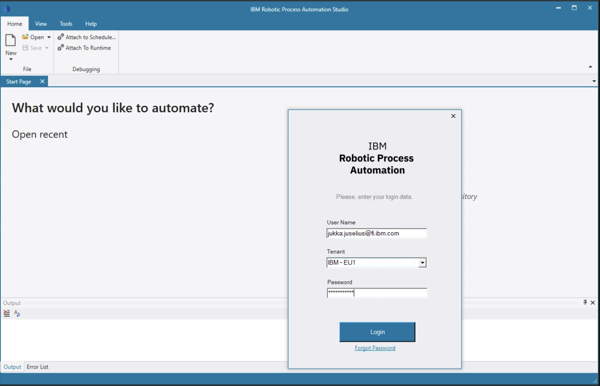 IBM Robotic Process Automation Studio
Home View Tools Help
New
Open
Save
Attach to Schedule...
Attach To Runtime
File
Debugging
Start Page
What would you like to automate?
Open recent
IBM
Robotic Process
Automation
Please, enter your login data.
User Name
jukka.juselius@fi.ibm.com
Tenant
IBM - EU1
Password
***********
Login
Forgot Password
Output
Output Error List